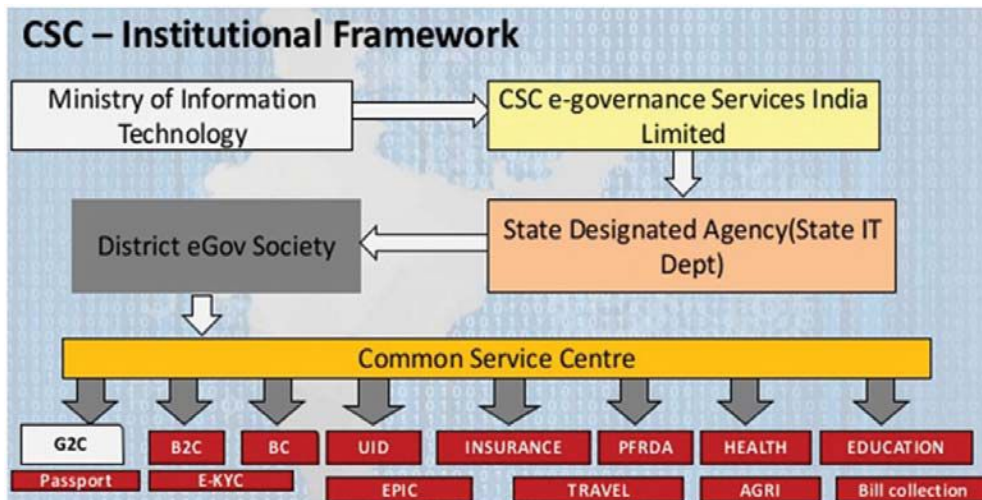 CSC – Institutional Framework
Ministry of Information
Technology
CSC e-governance Services India
Limited
District eGov Society
State Designated Agency(State IT
Dept)
Common Service Centre
G2C
B2C
BC
UID
INSURANCE
PFRDA
HEALTH
EDUCATION
Passport
E-KYC
EPIC
TRAVEL
AGRI
Bill collection